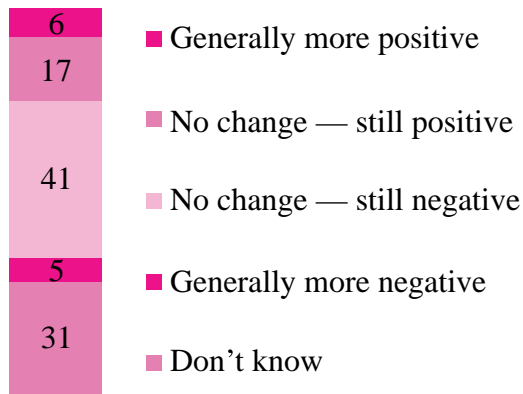 6
Generally more positive
17
No change — still positive
41
No change — still negative
5
Generally more negative
31
Don't know